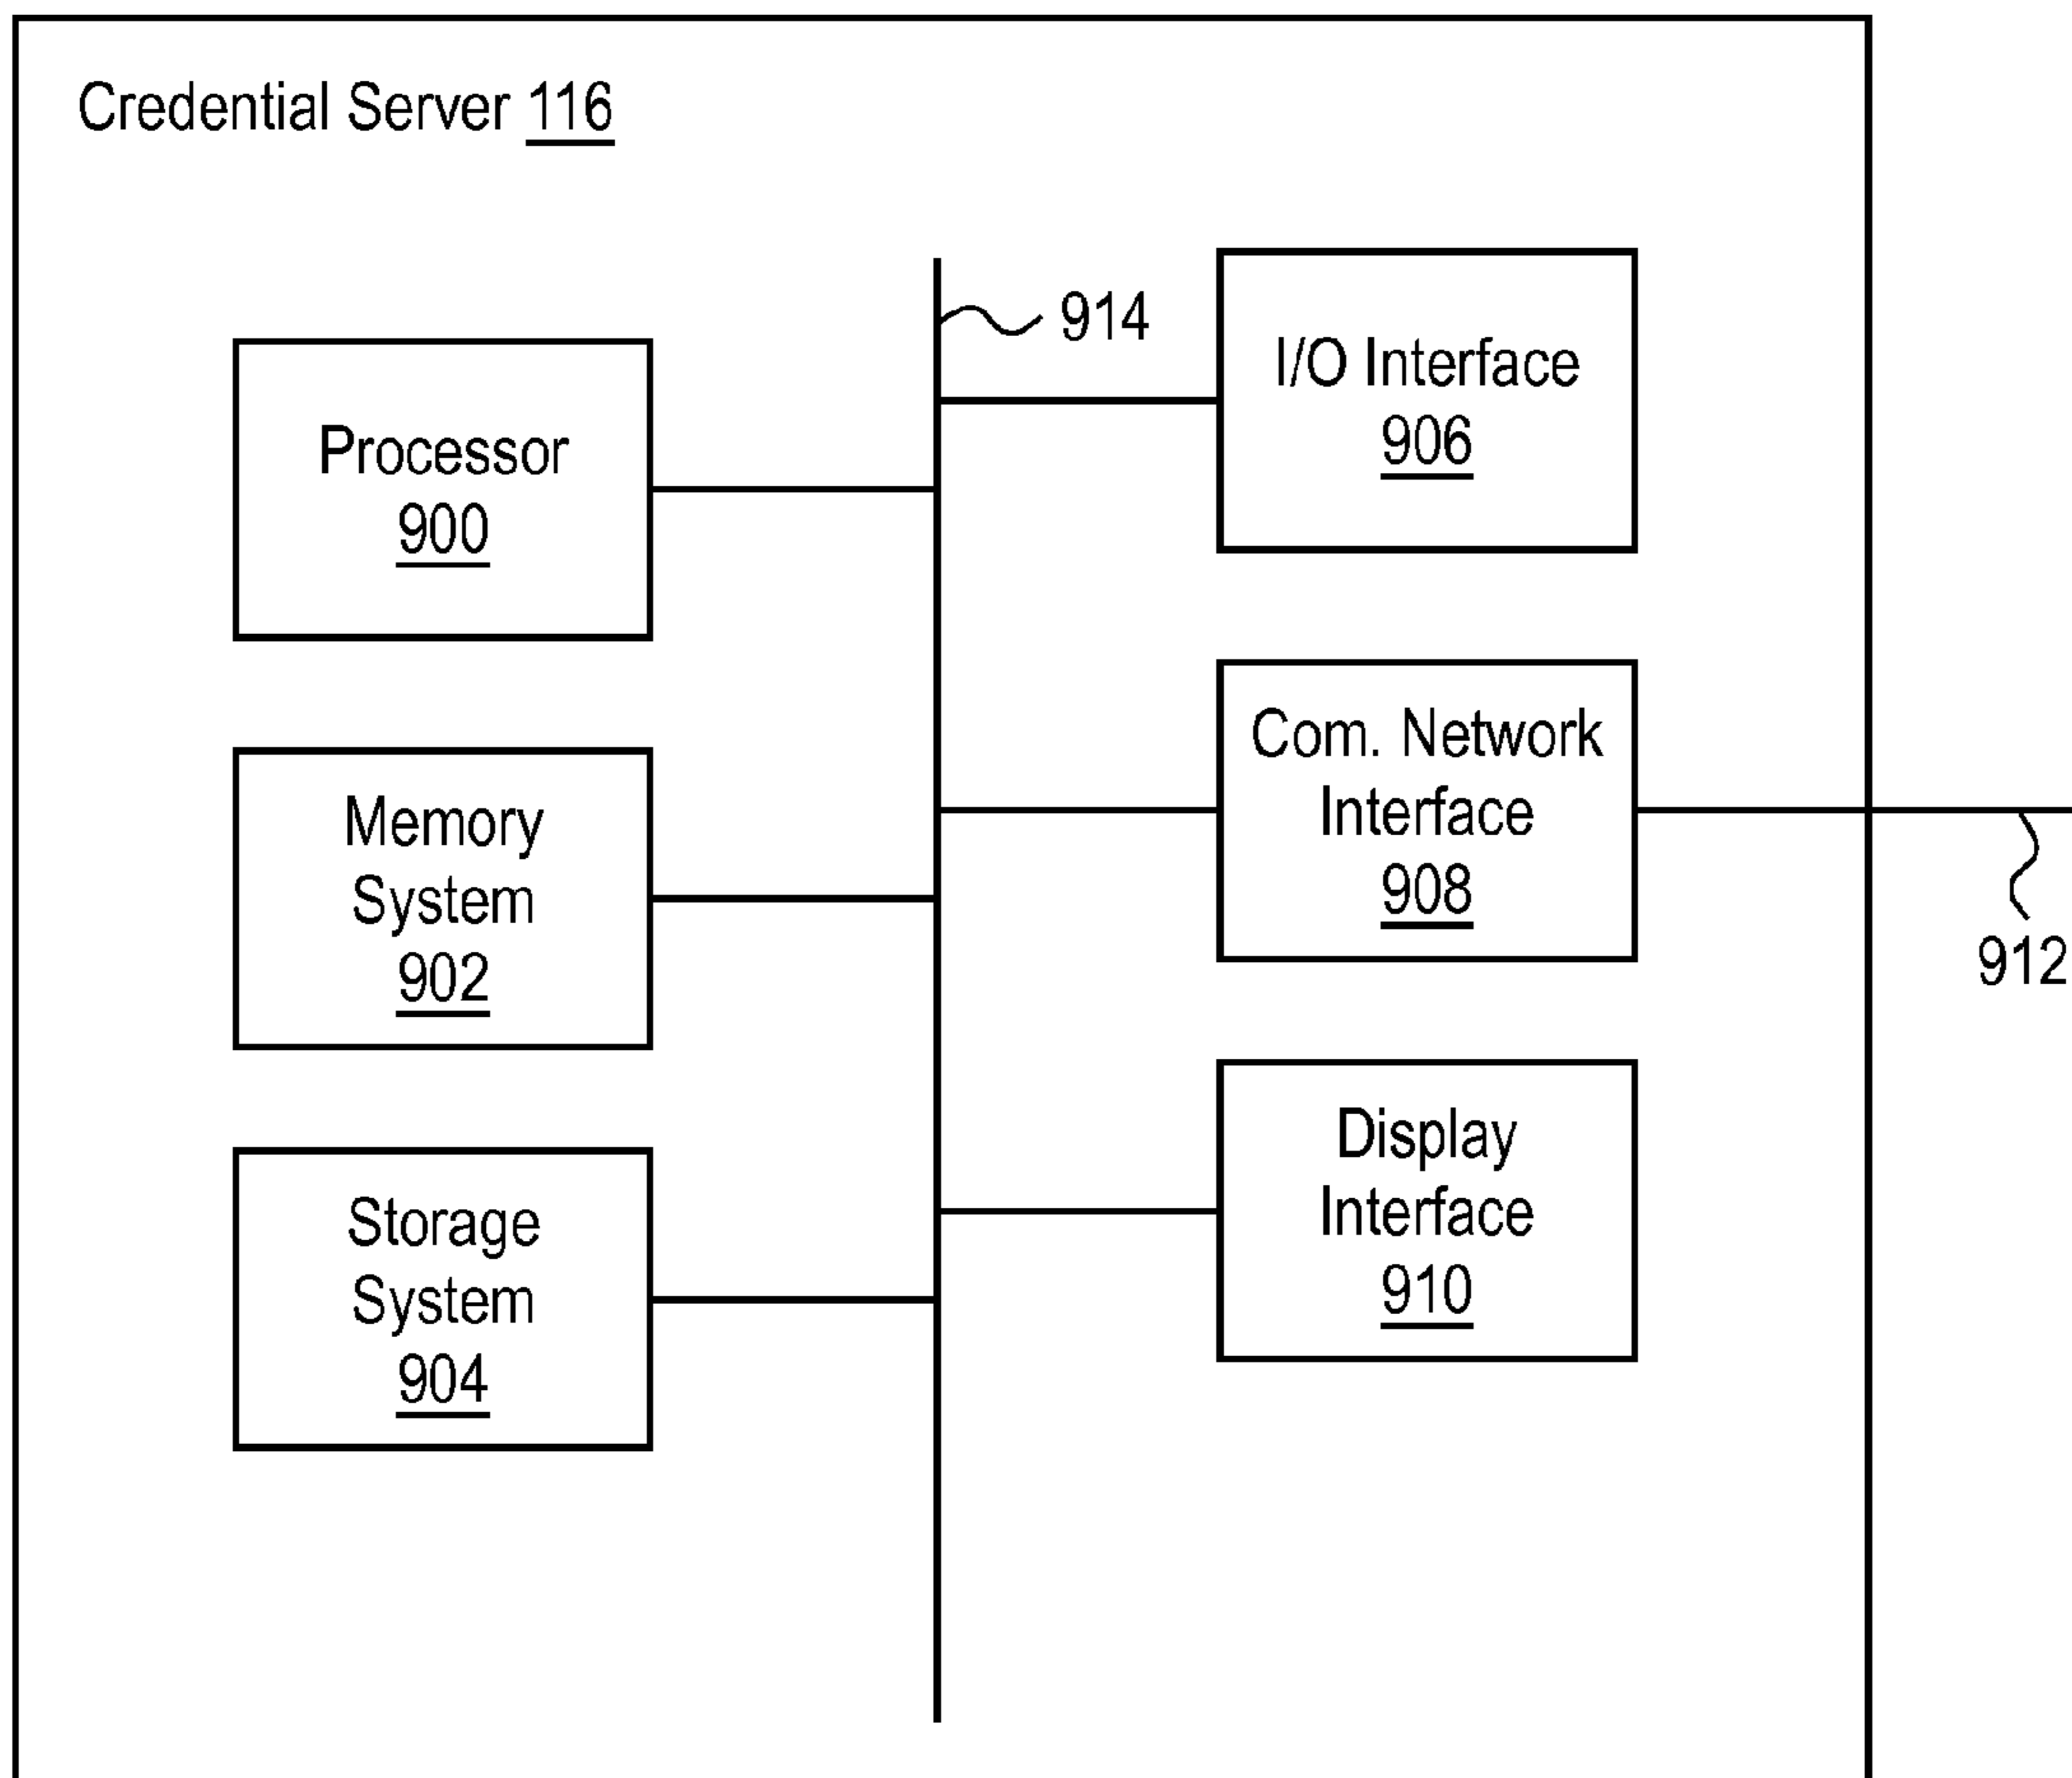 Credential Server 116
914
Processor
900
I/O Interface
906
Memory
System
902
Com. Network
Interface
908
912
Storage
System
904
Display
Interface
910